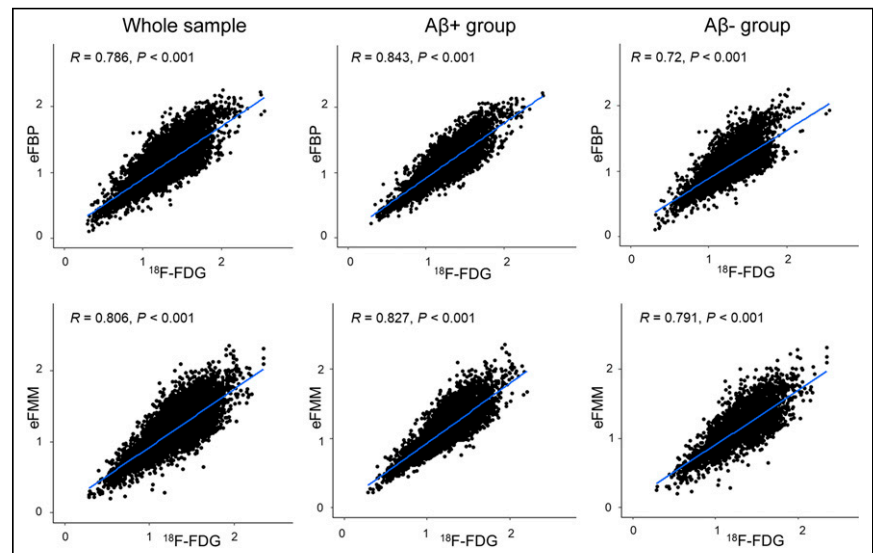 Whole sample
Aβ+ group
Aβ- group
R = 0.786, P < 0.001
R = 0.843, P < 0.001
R = 0.72, P < 0.001
eFBP
2
1
0
0
1
2
¹⁸F-FDG
eFBP
2
1
0
0
1
2
¹⁸F-FDG
eFBP
2
1
0
0
1
2
¹⁸F-FDG
R = 0.806, P < 0.001
R = 0.827, P < 0.001
R = 0.791, P < 0.001
eFMM
2
1
0
0
1
2
¹⁸F-FDG
eFMM
2
1
0
0
1
2
¹⁸F-FDG
eFMM
2
1
0
0
1
2
¹⁸F-FDG